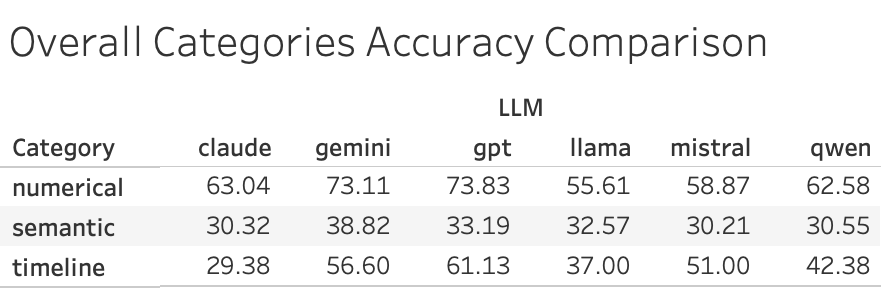 Overall Categories Accuracy Comparison
LLM
Category claude gemini gpt llama mistral qwen
numerical 63.04 73.11 73.83 55.61 58.87 62.58
semantic 30.32 38.82 33.19 32.57 30.21 30.55
timeline 29.38 56.60 61.13 37.00 51.00 42.38